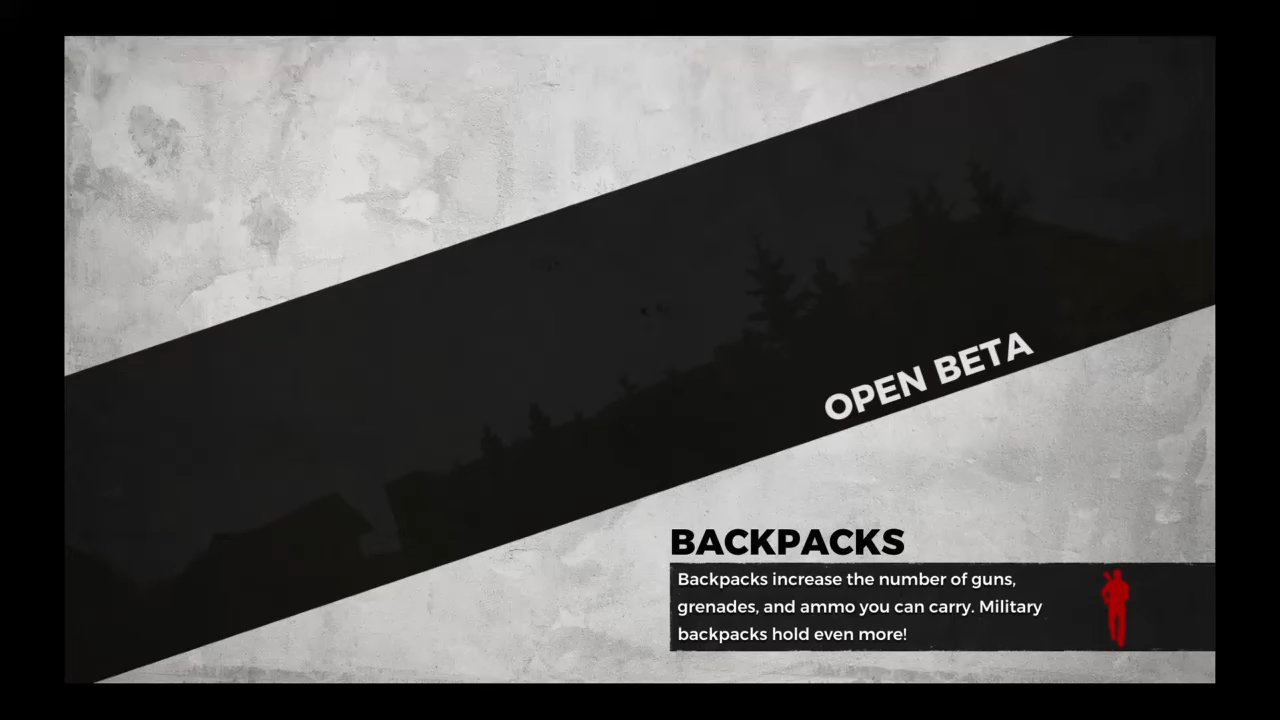 OPEN BETA
BACKPACKS
Backpacks increase the number of guns,
grenades, and ammo you can carry. Military
backpacks hold even more!